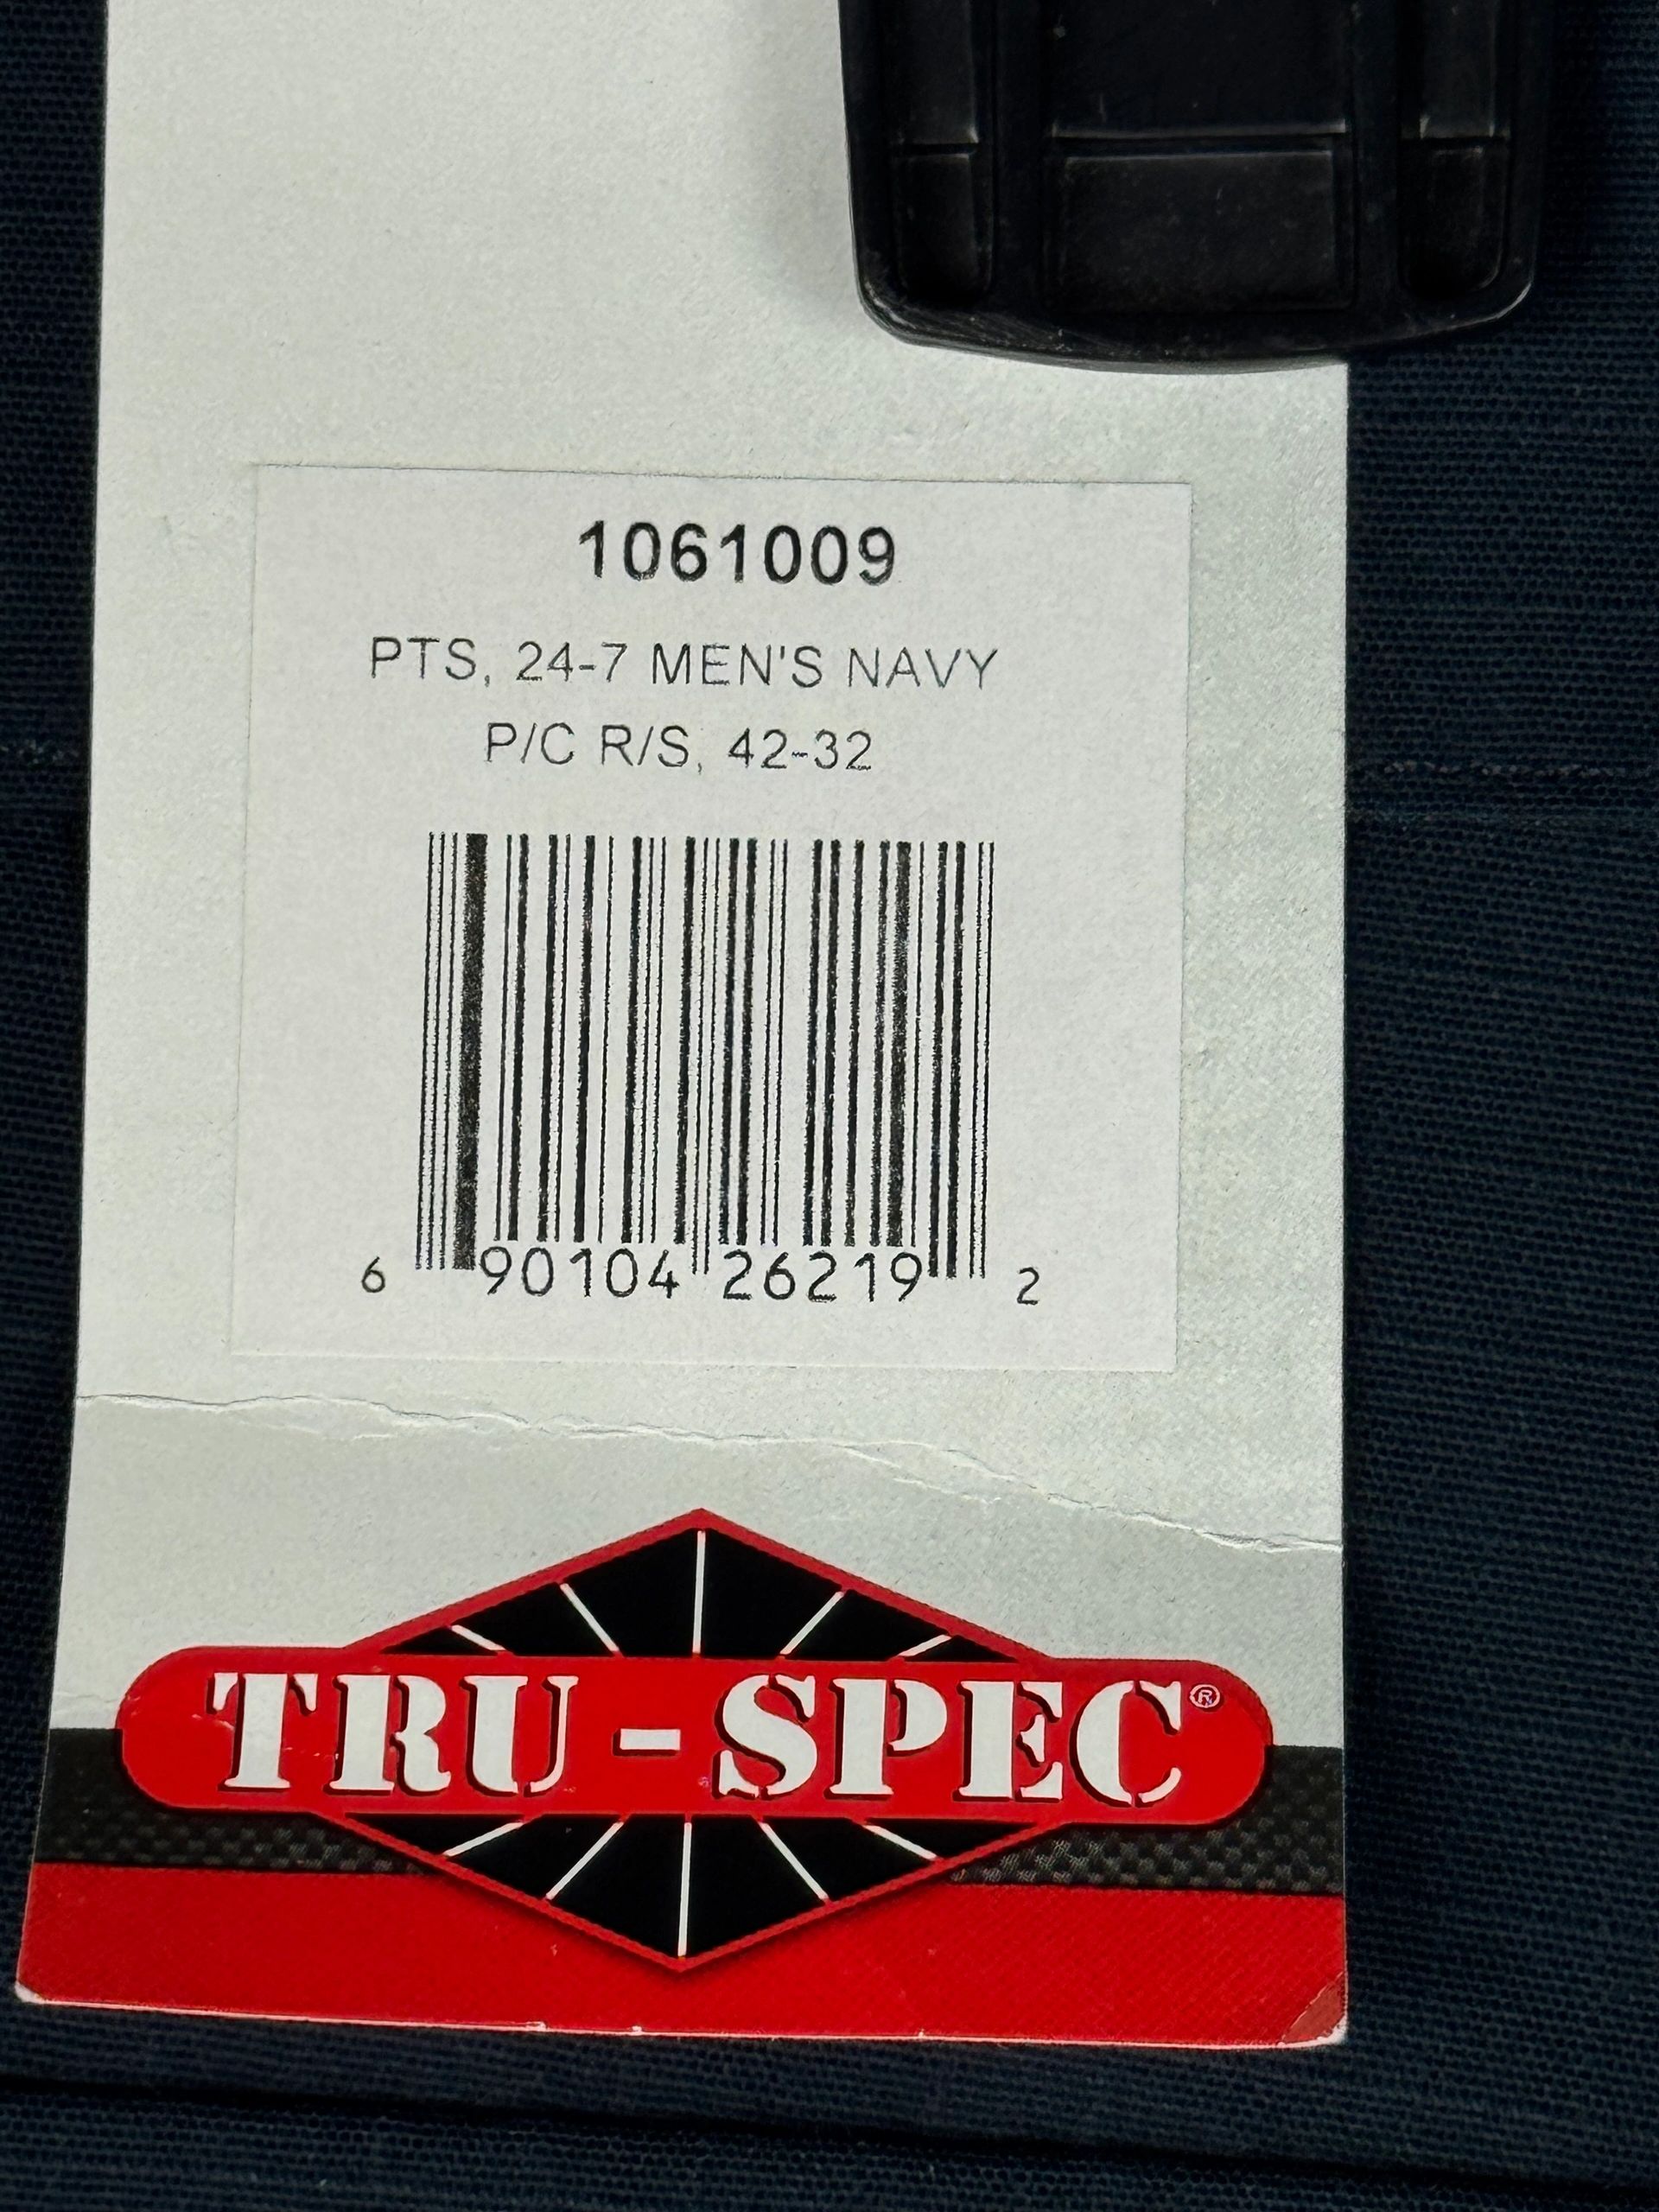 1061009
PTS, 24-7 MEN'S NAVY
P/C R/S, 42-32
6 90104 26219 2
TRU-SPEC®